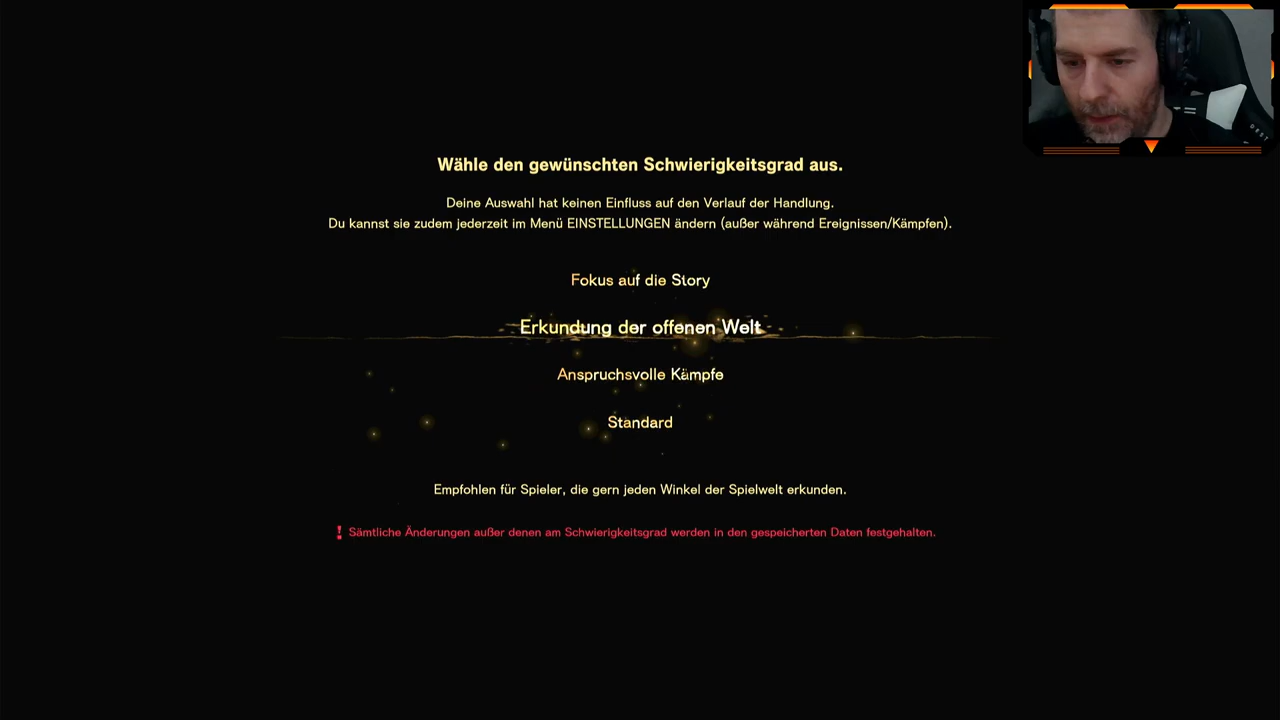 Wähle den gewünschten Schwierigkeitsgrad aus.
Deine Auswahl hat keinen Einfluss auf den Verlauf der Handlung.
Du kannst sie zudem jederzeit im Menü EINSTELLUNGEN ändern (außer während Ereignissen/Kämpfen).
Fokus auf die Story
Erkundung der offenen Welt
Anspruchsvolle Kämpfe
Standard
Empfohlen für Spieler, die gern jeden Winkel der Spielwelt erkunden.
! Sämtliche Änderungen außer denen am Schwierigkeitsgrad werden in den gespeicherten Daten festgehalten.